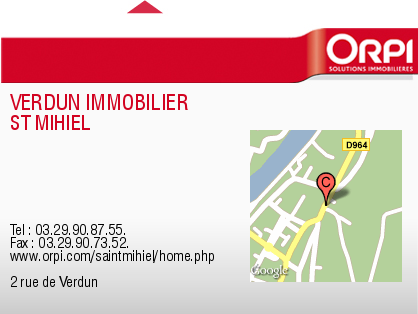 ORPI
SOLUTIONS IMMOBILIÈRES
VERDUN IMMOBILIER
ST MIHIEL
D964
C
Google
Tel : 03.29.90.87.55.
Fax : 03.29.90.73.52.
www.orpi.com/saintmihiel/home.php
2 rue de Verdun